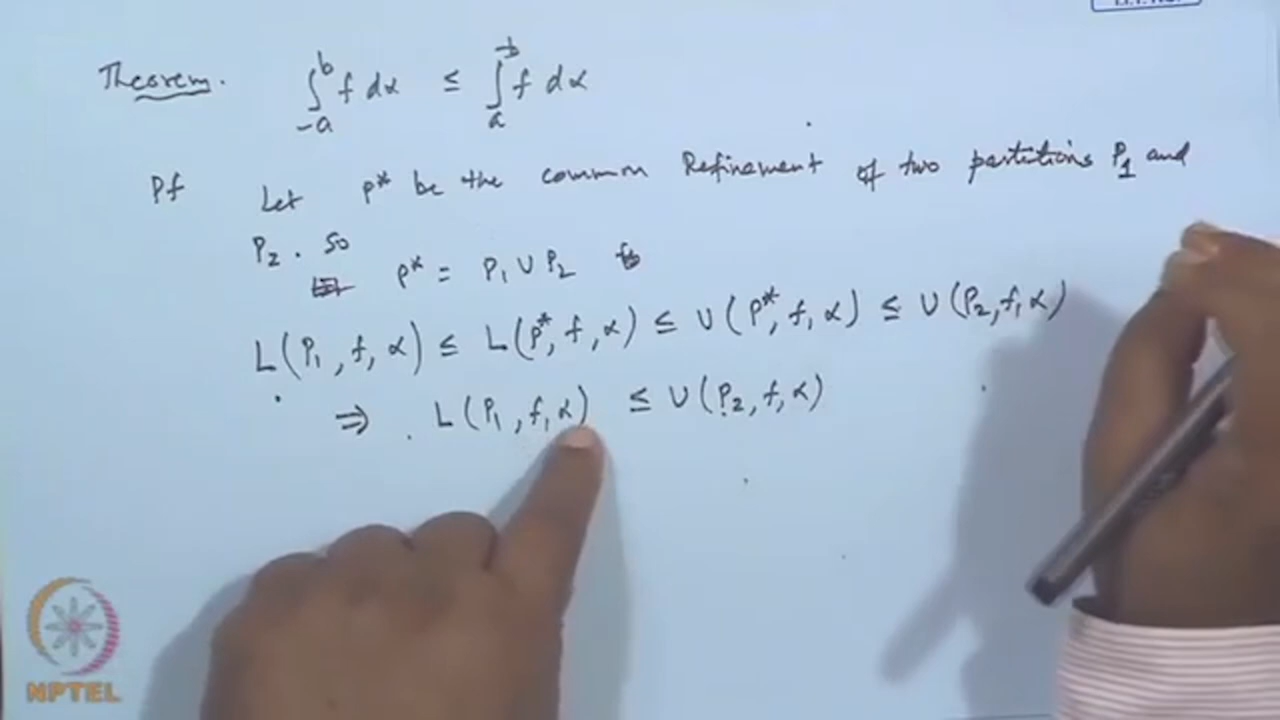 Theorem. ∫_{-a}^{b} f dα ≤ ∫_{a}^{-b} f dα
Pf Let P* be the common Refinement of two partitions P1 and
P2. So
P* = P1 ∪ P2
L(P1, f, α) ≤ L(P*, f, α) ≤ U(P*, f, α) ≤ U(P2, f, α)
⇒ L(P1, f, α) ≤ U(P2, f, α)
NPTEL